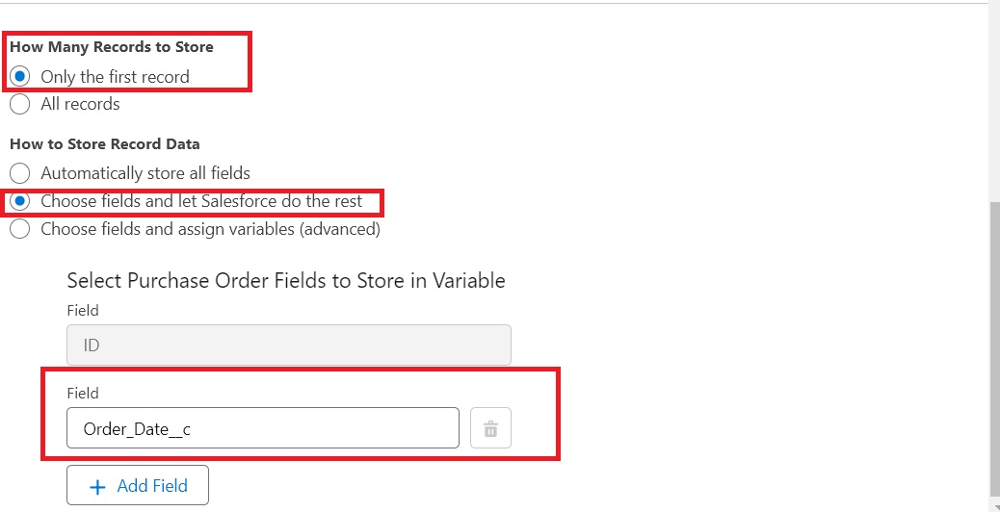 How Many Records to Store
Only the first record
All records
How to Store Record Data
Automatically store all fields
Choose fields and let Salesforce do the rest
Choose fields and assign variables (advanced)
Select Purchase Order Fields to Store in Variable
Field
ID
Field
Order_Date__c
+ Add Field